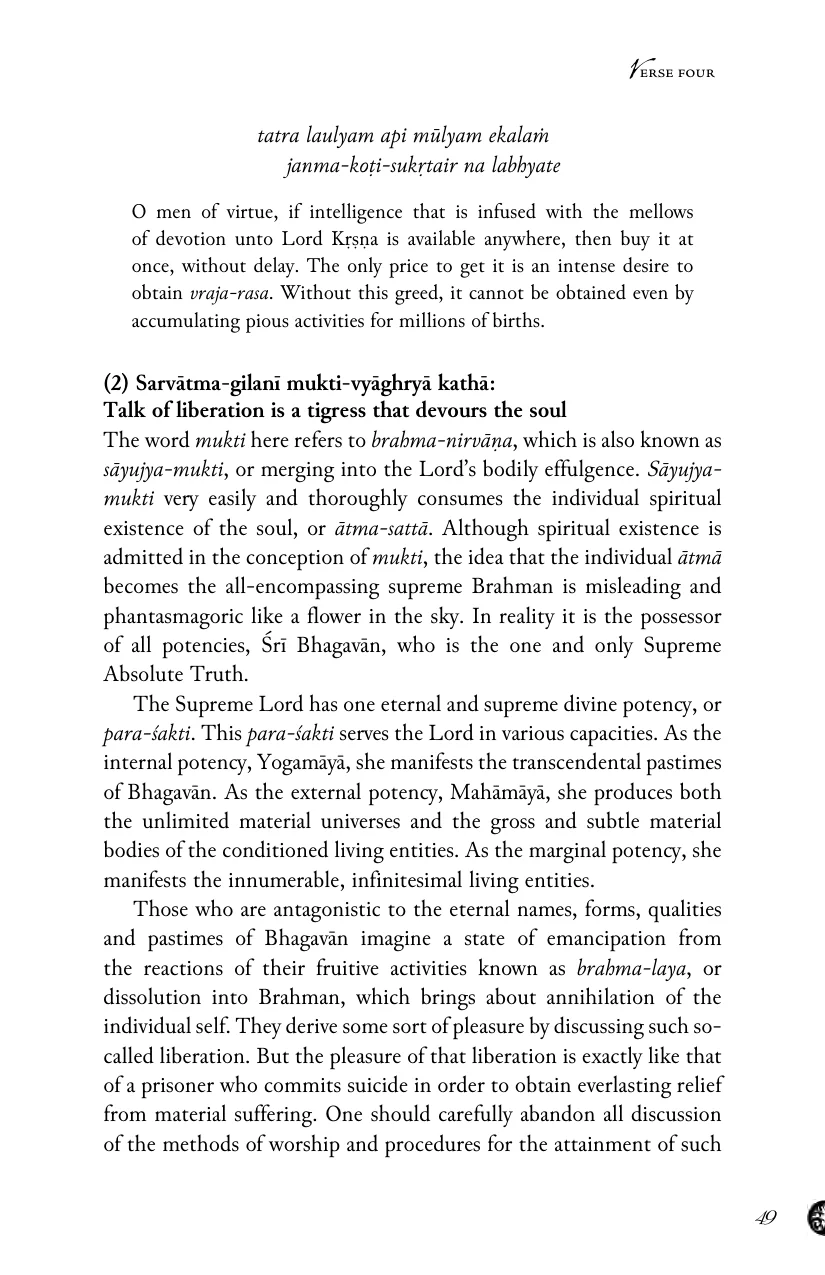 VERSE FOUR
tatra laulyam api mūlyam ekalaṁ
janma-koṭi-sukṛtair na labhyate
O men of virtue, if intelligence that is infused with the mellows
of devotion unto Lord Kṛṣṇa is available anywhere, then buy it at
once, without delay. The only price to get it is an intense desire to
obtain vraja-rasa. Without this greed, it cannot be obtained even by
accumulating pious activities for millions of births.
(2) Sarvātma-gilanī mukti-vyāghryā kathā:
Talk of liberation is a tigress that devours the soul
The word mukti here refers to brahma-nirvāṇa, which is also known as
sāyujya-mukti, or merging into the Lord’s bodily effulgence. Sāyujya-
mukti very easily and thoroughly consumes the individual spiritual
existence of the soul, or ātma-sattā. Although spiritual existence is
admitted in the conception of mukti, the idea that the individual ātmā
becomes the all-encompassing supreme Brahman is misleading and
phantasmagoric like a flower in the sky. In reality it is the possessor
of all potencies, Śrī Bhagavān, who is the one and only Supreme
Absolute Truth.
The Supreme Lord has one eternal and supreme divine potency, or
para-śakti. This para-śakti serves the Lord in various capacities. As the
internal potency, Yogamāyā, she manifests the transcendental pastimes
of Bhagavān. As the external potency, Mahāmāyā, she produces both
the unlimited material universes and the gross and subtle material
bodies of the conditioned living entities. As the marginal potency, she
manifests the innumerable, infinitesimal living entities.
Those who are antagonistic to the eternal names, forms, qualities
and pastimes of Bhagavān imagine a state of emancipation from
the reactions of their fruitive activities known as brahma-laya, or
dissolution into Brahman, which brings about annihilation of the
individual self. They derive some sort of pleasure by discussing such so-
called liberation. But the pleasure of that liberation is exactly like that
of a prisoner who commits suicide in order to obtain everlasting relief
from material suffering. One should carefully abandon all discussion
of the methods of worship and procedures for the attainment of such
49